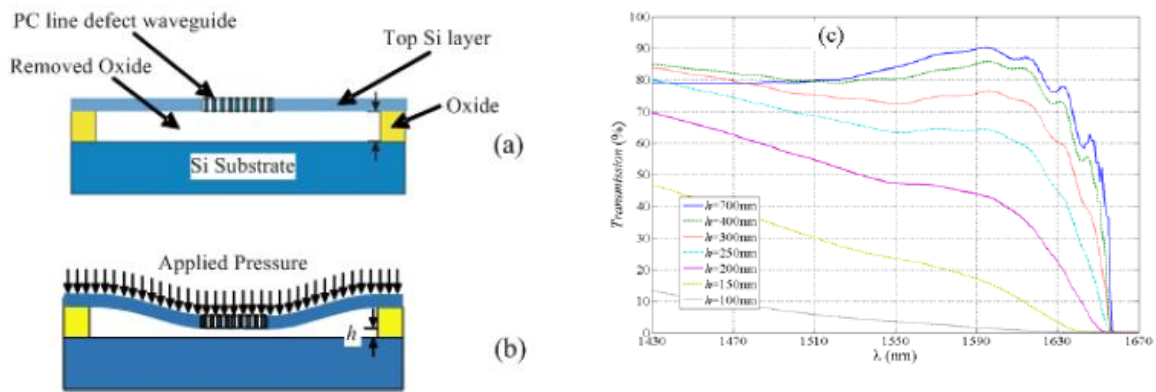 PC line defect waveguide
Top Si layer
Removed Oxide
Oxide
(a)
Si Substrate
Applied Pressure
h
(b)
(c)
100
90
80
70
60
50
40
30
20
10
0
Transmission (%)
h=700nm
h=400nm
h=300nm
h=250nm
h=200nm
h=150nm
h=100nm
1430 1470 1510 1550 1590 1630 1670
λ (nm)